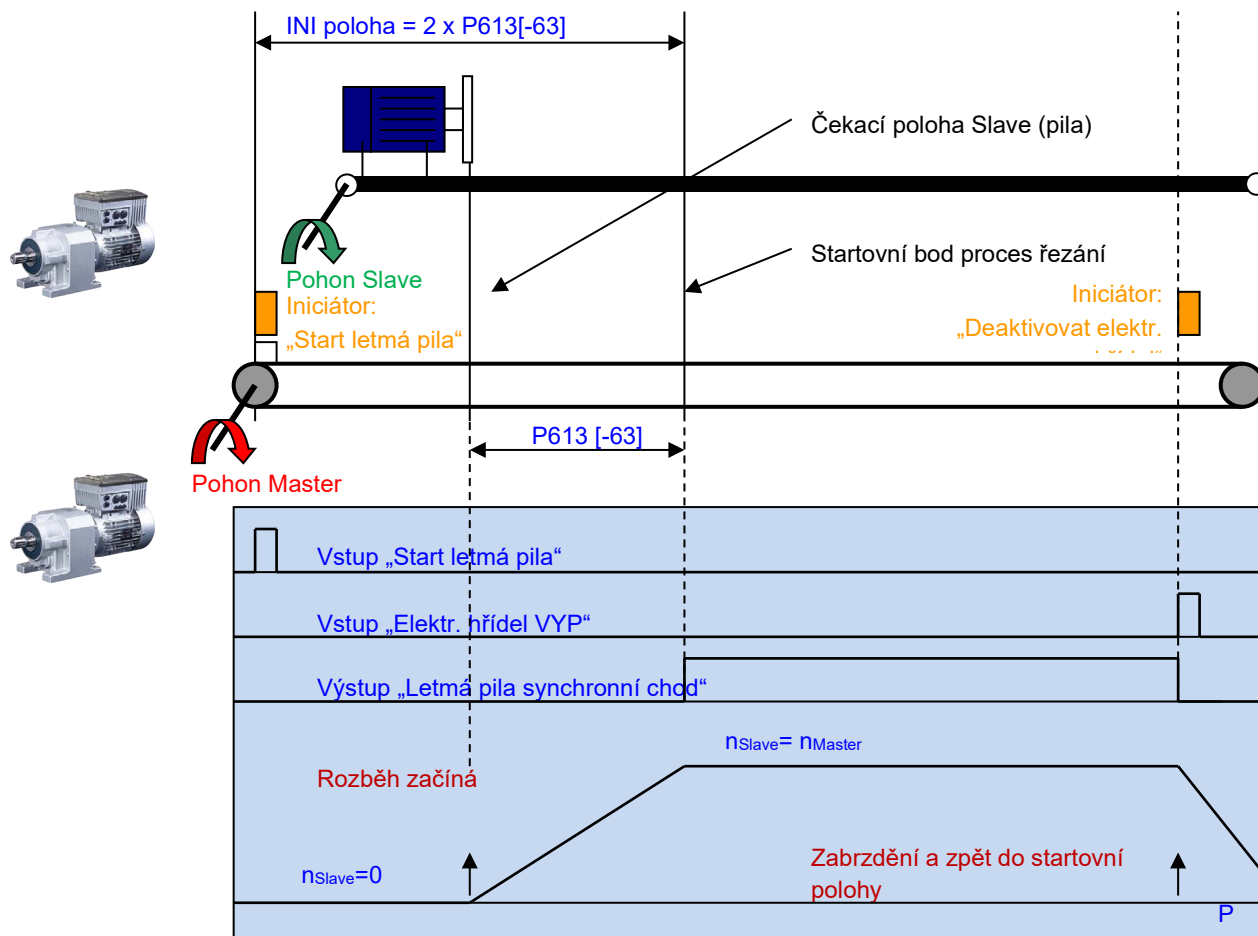 INI poloha = 2 x P613[-63]
Čekací poloha Slave (pila)
Startovní bod proces řezání
Pohon Slave
Iniciátor:
„Start letmá pila“
Iniciátor:
„Deaktivovat elektr.
P613 [-63]
Pohon Master
Vstup „Start letmá pila“
Vstup „Elektr. hřídel VYP“
Výstup „Letmá pila synchronní chod“
nSlave= nMaster
Rozběh začíná
Zabrzdění a zpět do startovní
polohy
nSlave=0
P